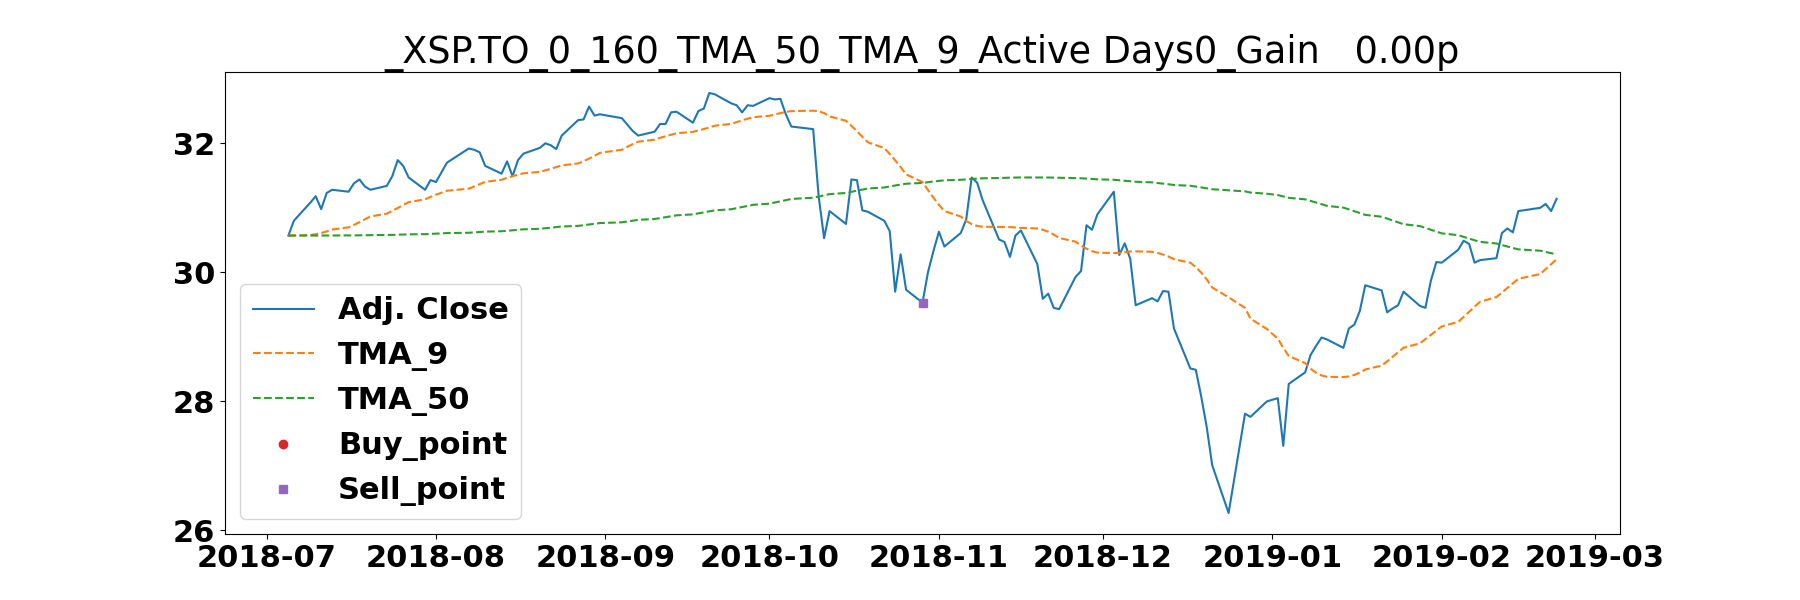 _XSP.TO_0_160_TMA_50_TMA_9_Active Days0_Gain   0.00p
32
30
28
26
Adj. Close
TMA_9
TMA_50
Buy_point
Sell_point
2018-07 2018-08 2018-09 2018-10 2018-11 2018-12 2019-01 2019-02 2019-03